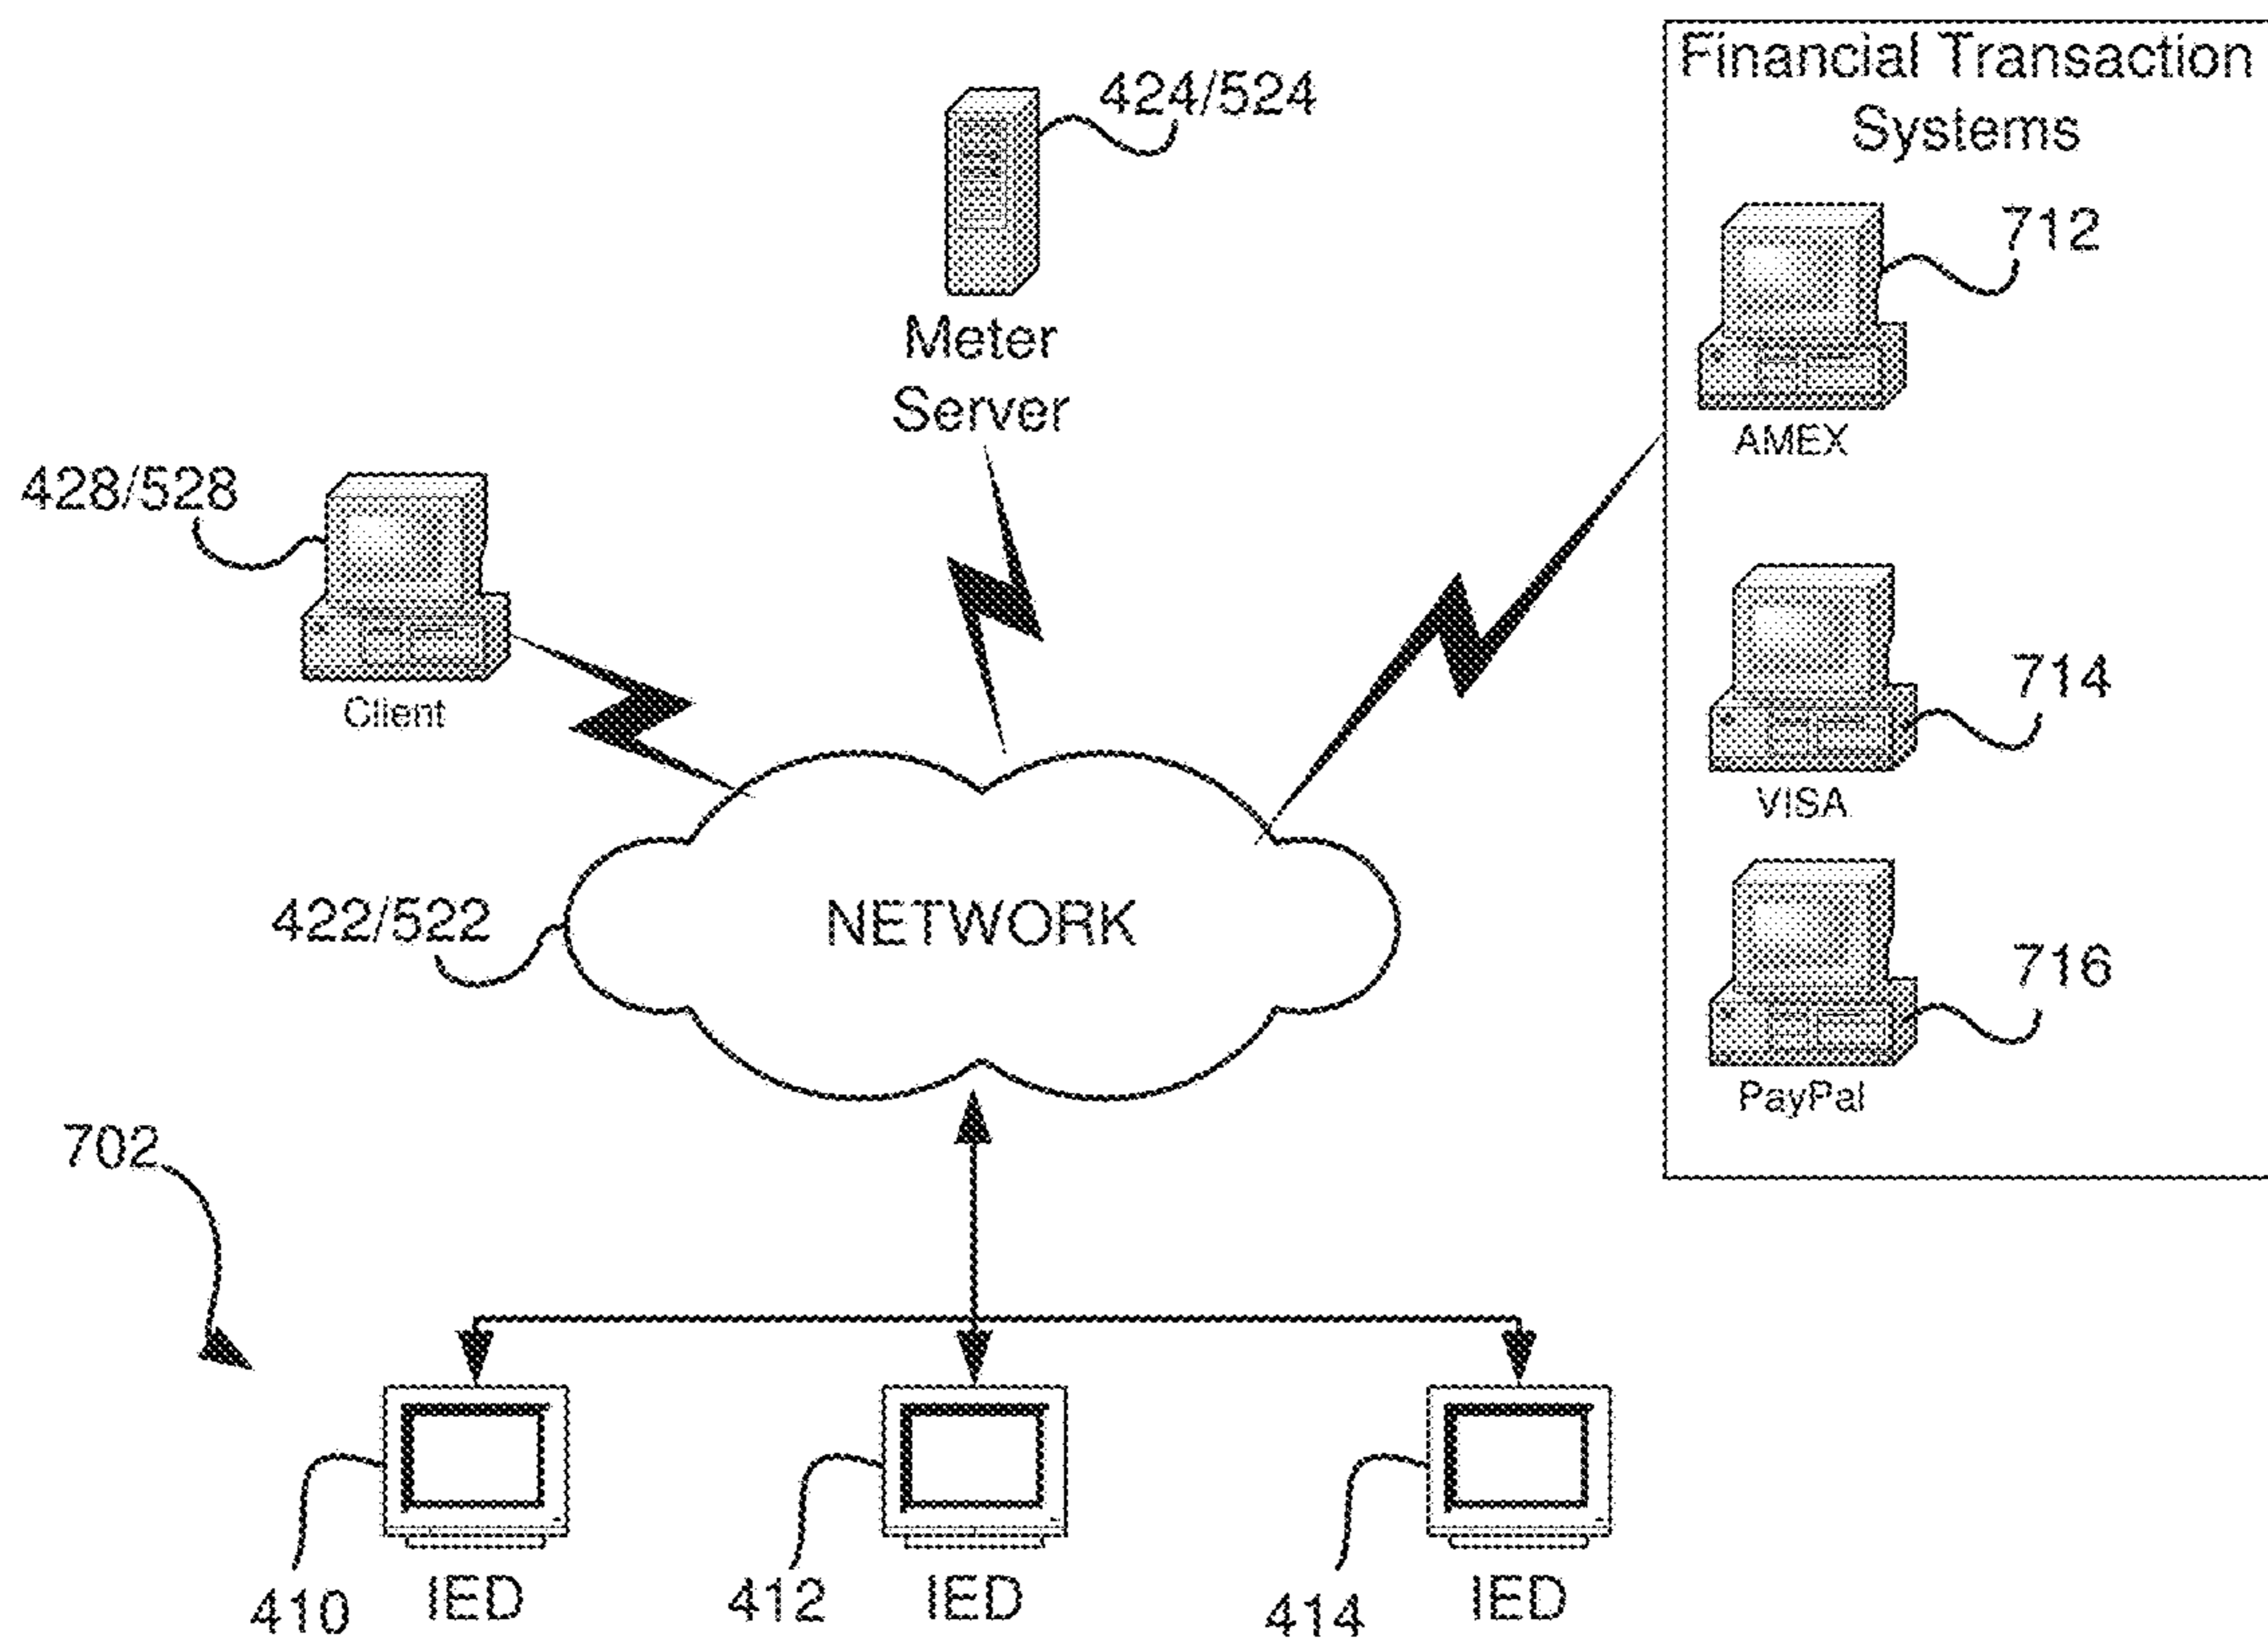 Financial Transaction
Systems
424/524
712
Meter
Server
AMEX
428/528
714
Client
VISA
422/522
NETWORK
716
PayPal
702
410
IED
412
IED
414
IED